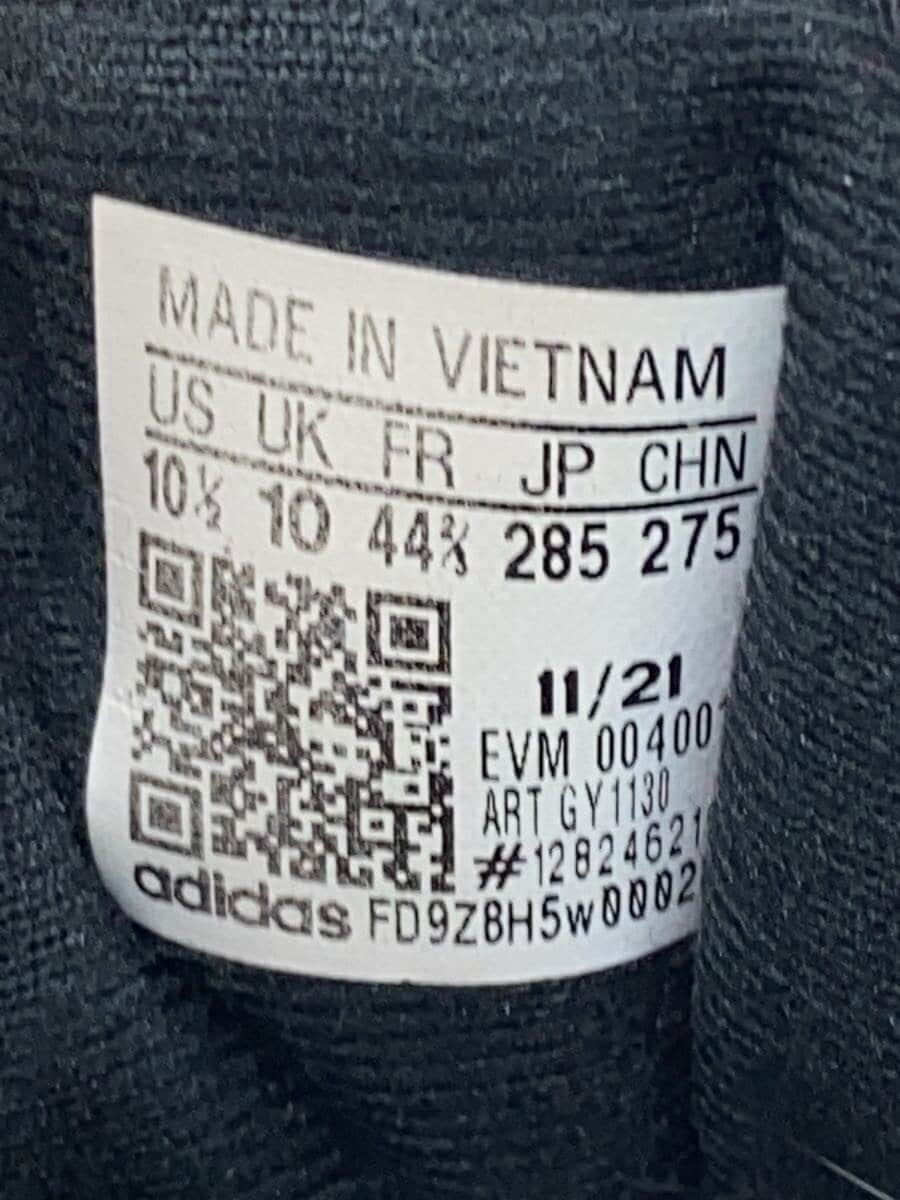 MADE IN VIETNAM
US UK FR JP CHN
10½ 10 44⅔ 285 275
11/21
EVM 00400
ART GY1130
#12824621
adidas FD9Z8H5W0002